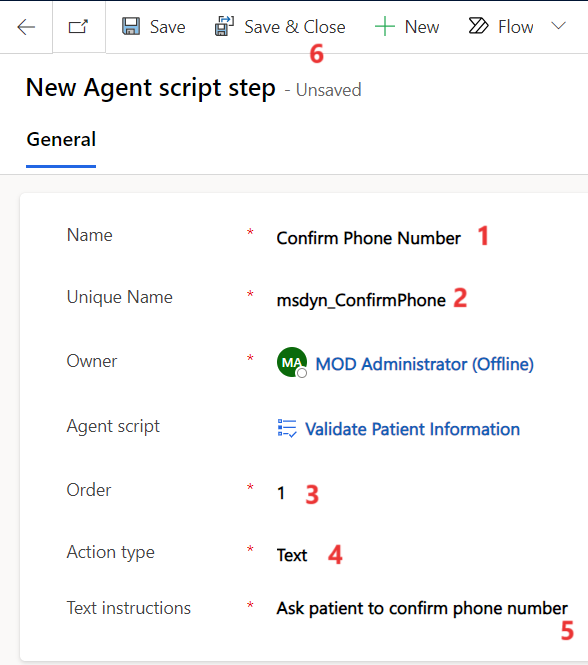 Save Save & Close New Flow
6
New Agent script step - Unsaved
General
Name * Confirm Phone Number 1
Unique Name * msdyn_ConfirmPhone 2
Owner * MA MOD Administrator (Offline)
Agent script Validate Patient Information
Order * 1 3
Action type * Text 4
Text instructions * Ask patient to confirm phone number
5